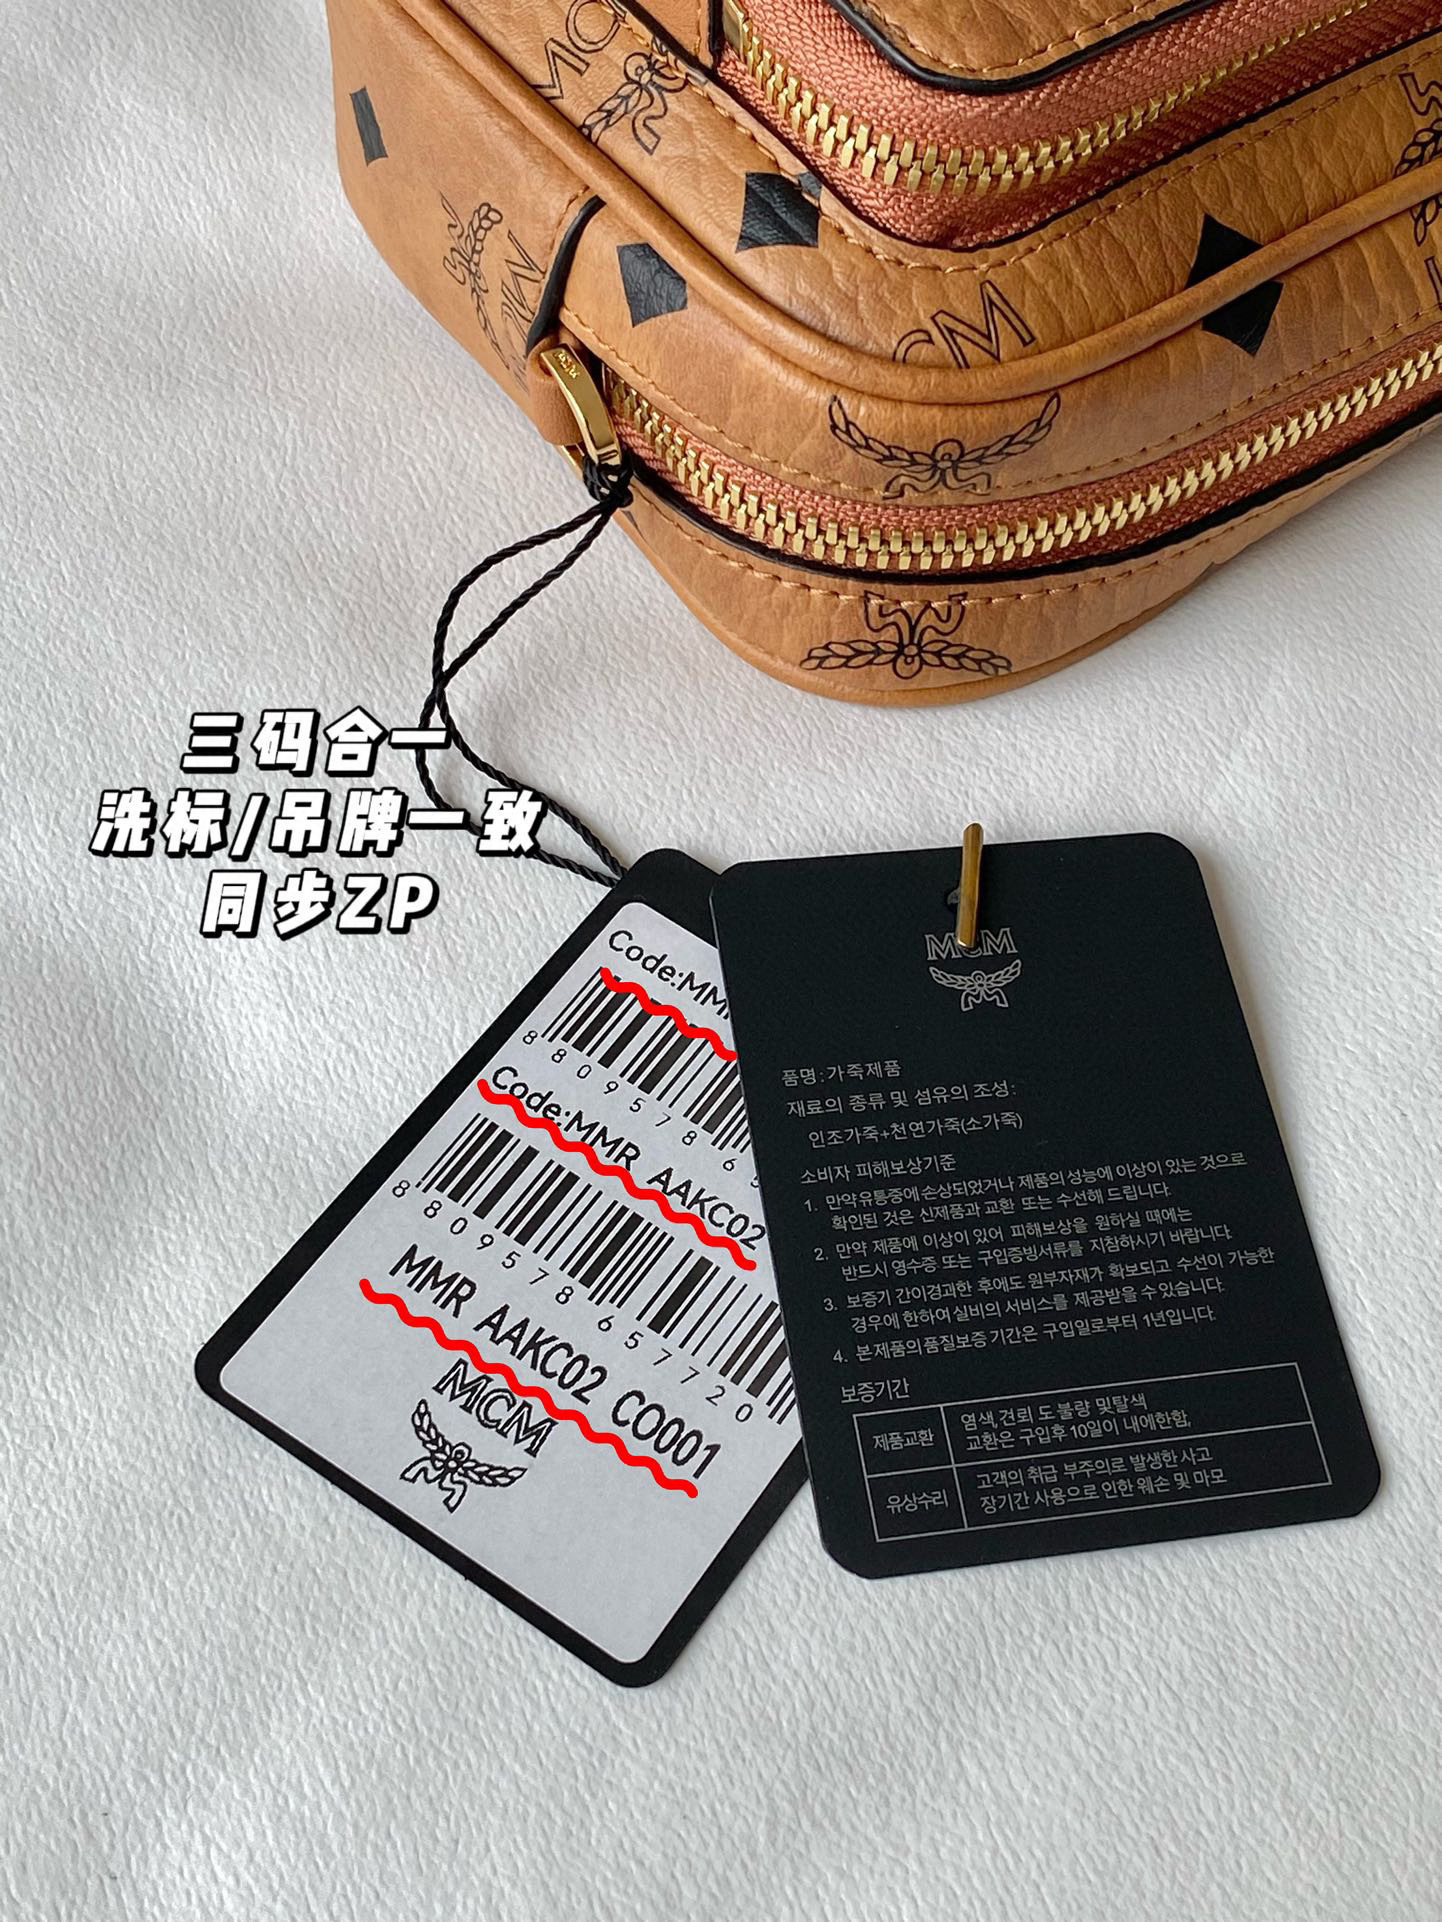 MCM
MCM
CM
MCM
三码合一
洗标/吊牌一致
同步ZP
Code:MM
880957865
Code:MMR AAKC02
8809578657720
MMR AAKC02 CO001
MCM
MCM
품명:가죽제품
재료의 종류 및 섬유의 조성:
인조가죽+천연가죽(소가죽)
소비자 피해보상기준
1. 만약유통중에손상되었거나 제품의 성능에 이상이 있는 것으로
확인된 것은 신제품과 교환 또는 수선해 드립니다.
2. 만약 제품에 이상이 있어 피해보상을 원하실 때에는
반드시 영수증 또는 구입증빙서류를 지참하시기 바랍니다.
3. 보증기 간이경과한 후에도 원부자재가 확보되고 수선이 가능한
경우에 한하여 실비의 서비스를 제공받을 수 있습니다.
4. 본제품의품질보증 기간은 구입일로부터 1년입니다.
보증기간
제품교환
염색,견뢰 도 불량 및탈색
교환은 구입후 10일이 내에한함,
유상수리
고객의 취급 부주의로 발생한 사고
장기간 사용으로 인한 훼손 및 마모